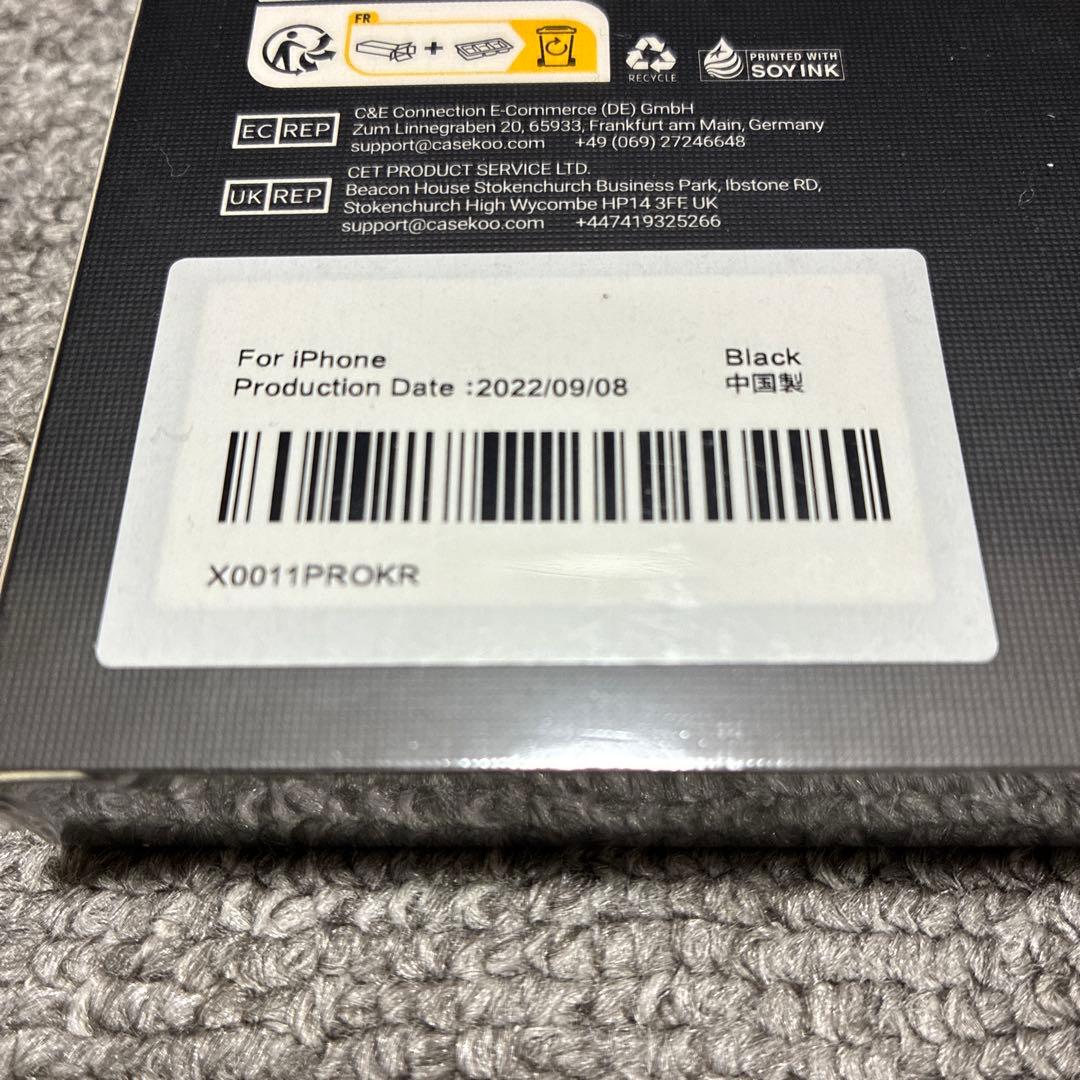 FR
RECYCLE
PRINTED WITH
SOY INK
EC REP
C&E Connection E-Commerce (DE) GmbH
Zum Linnegraben 20, 65933, Frankfurt am Main, Germany
support@casekoo.com +49 (069) 27246648
UK REP
CET PRODUCT SERVICE LTD.
Beacon House Stokenchurch Business Park, Ibstone RD,
Stokenchurch High Wycombe HP14 3FE UK
support@casekoo.com +447419325266
For iPhone Black
Production Date :2022/09/08 中国製
X0011PROKR